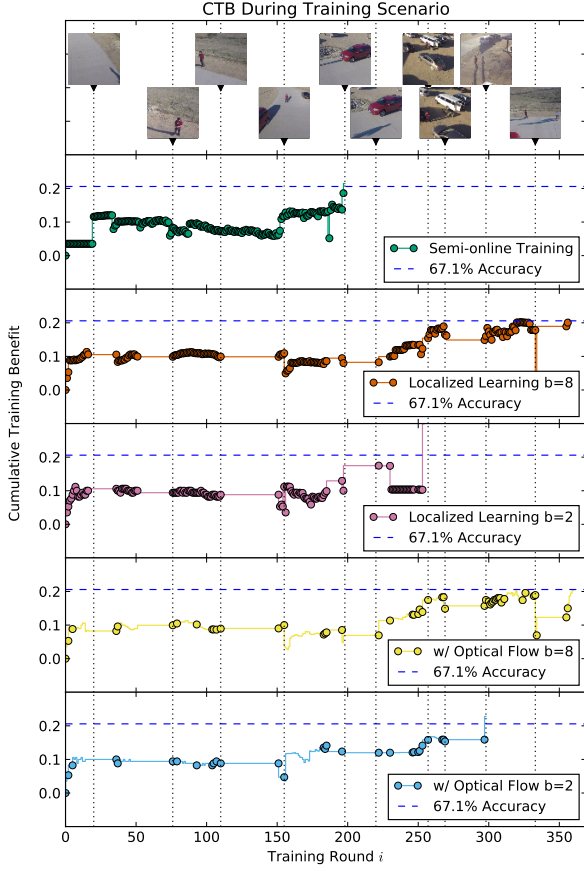 CTB During Training Scenario
0.2
0.1
0.0
Semi-online Training
67.1% Accuracy
0.2
0.1
0.0
Localized Learning b=8
67.1% Accuracy
Cumulative Training Benefit
0.2
0.1
0.0
Localized Learning b=2
67.1% Accuracy
0.2
0.1
0.0
w/ Optical Flow b=8
67.1% Accuracy
0.2
0.1
0.0
w/ Optical Flow b=2
67.1% Accuracy
0 50 100 150 200 250 300 350
Training Round i